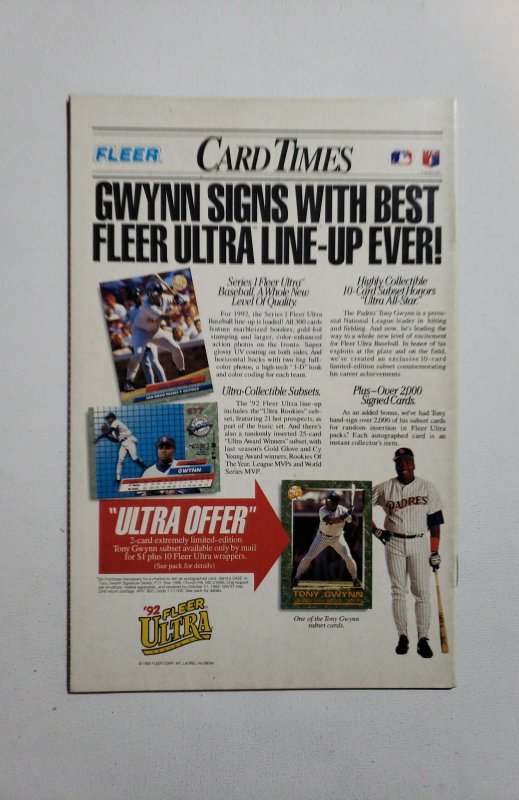 FLEER
CARD TIMES
GWYNN SIGNS WITH BEST
FLEER ULTRA LINE-UP EVER!
Series I Fleer Ultra™
Baseball. A Whole New
Level Of Quality.
For 1992, the Series I Fleer Ultra
Baseball line-up is loaded! All 300 cards
feature marbleized borders, gold foil
stamping and larger, color-enhanced
action photos on the fronts. Super
glossy UV coating on both sides. And
horizontal backs with two big full-
color photos, a high-tech "3-D" look
and color coding for each team.
Ultra-Collectible Subsets.
The '92 Fleer Ultra line-up
includes the "Ultra Rookies" sub-
set, featuring 21 hot prospects, as
part of the basic set. And there's
also a randomly inserted 25-card
"Ultra Award Winners" subset, with
last season's Gold Glove and Cy
Young award winners, Rookies Of
The Year, League MVPs and World
Series MVP.
Highly Collectible
10-Card Subset Honors
"Ultra All-Star."
The Padres' Tony Gwynn is a peren-
nial National League leader in hitting
and fielding. And now, he's leading the
way to a whole new level of excitement
for Fleer Ultra Baseball. In honor of his
exploits at the plate and on the field,
we've created an exclusive 10-card
limited-edition subset commemorating
his career achievements.
Plus–Over 2,000
Signed Cards.
As an added bonus, we've had Tony
hand-sign over 2,000 of his subset cards
for random insertion in Fleer Ultra
packs.* Each autographed card is an
instant collector's item.
SAN DIEGO PADRES
277
GWYNN
"ULTRA OFFER"
2-card extremely limited-edition
Tony Gwynn subset available only by mail
for $1 plus 10 Fleer Ultra wrappers.
(See pack for details)
TONY GWYNN
PADRES
One of the Tony Gwynn
subset cards.
'92
FLEER
ULTRA